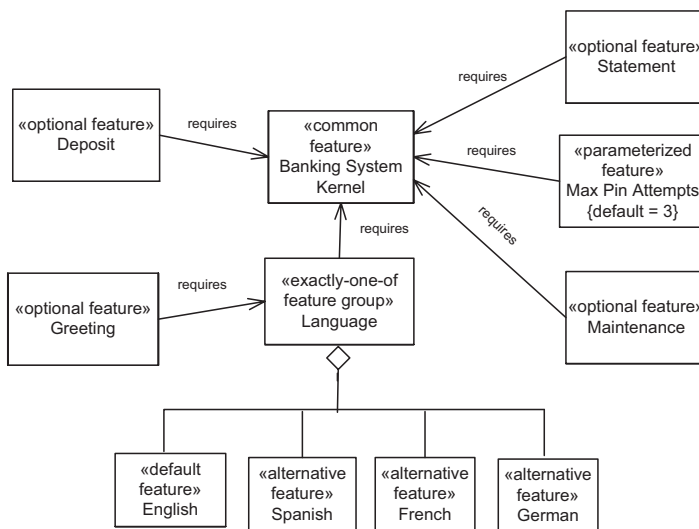 «optional feature»
Statement
requires
«optional feature»
Deposit
requires
«common
feature»
Banking System
Kernel
requires
«parameterized
feature»
Max Pin Attempts
{default = 3}
requires
requires
«optional feature»
Greeting
requires
«exactly-one-of
feature group»
Language
«optional feature»
Maintenance
«default
feature»
English
«alternative
feature»
Spanish
«alternative
feature»
French
«alternative
feature»
German